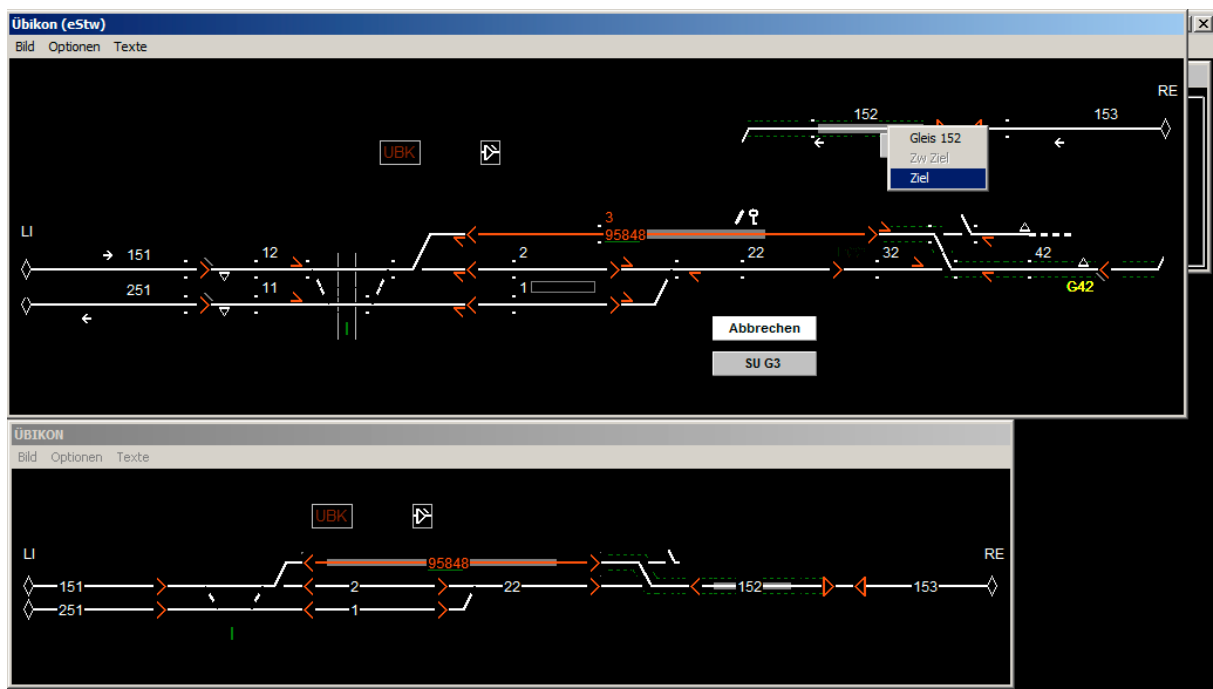 Übikon (eStw)
Bild Optionen Texte
RE
152 153
Gleis 152
Zw Ziel
Ziel
UBK
LI
3
95848
151 12 2 22 32 42
251 11 1
G42
Abbrechen
SU G3
ÜBIKON
Bild Optionen Texte
UBK
LI RE
95848
151 2 22 152 153
251 1